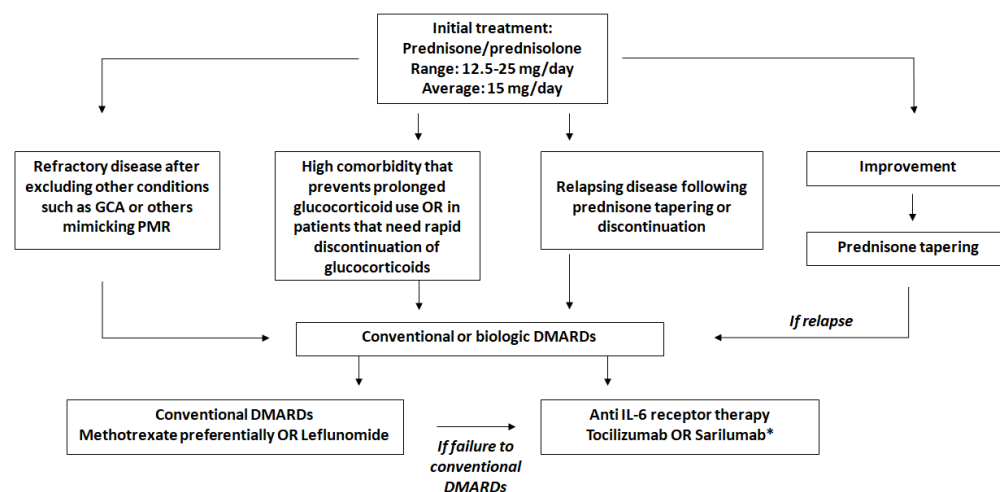 Initial treatment:
Prednisone/prednisolone
Range: 12.5-25 mg/day
Average: 15 mg/day
Refractory disease after
excluding other conditions
such as GCA or others
mimicking PMR
High comorbidity that
prevents prolonged
glucocorticoid use OR in
patients that need rapid
discontinuation of
glucocorticoids
Relapsing disease following
prednisone tapering or
discontinuation
Improvement
Prednisone tapering
If relapse
Conventional or biologic DMARDs
Conventional DMARDs
Methotrexate preferentially OR Leflunomide
If failure to
conventional
DMARDs
Anti IL-6 receptor therapy
Tocilizumab OR Sarilumab*